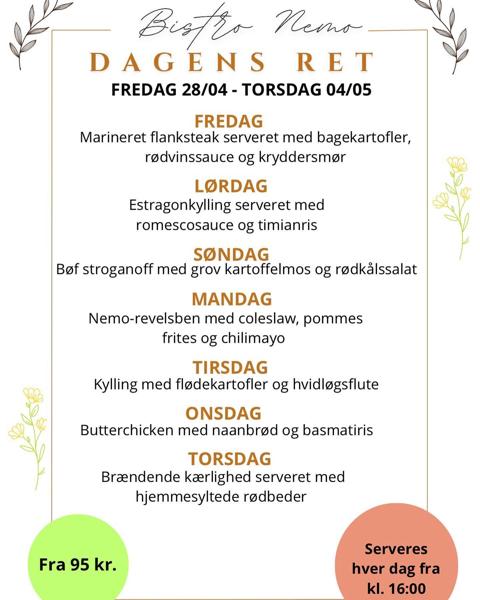 Bistro Nemo
DAGENS RET
FREDAG 28/04 - TORSDAG 04/05
FREDAG
Marineret flanksteak serveret med bagekartofler,
rødvinssauce og kryddersmør
LØRDAG
Estragonkylling serveret med
romescosauce og timianris
SØNDAG
Bøf stroganoff med grov kartoffelmos og rødkålssalat
MANDAG
Nemo-revelsben med coleslaw, pommes
frites og chilimayo
TIRSDAG
Kylling med flødekartofler og hvidløgsflute
ONSDAG
Butterchicken med naanbrød og basmatiris
TORSDAG
Brændende kærlighed serveret med
hjemmesyltede rødbeder
Fra 95 kr.
Serveres
hver dag fra
kl. 16:00